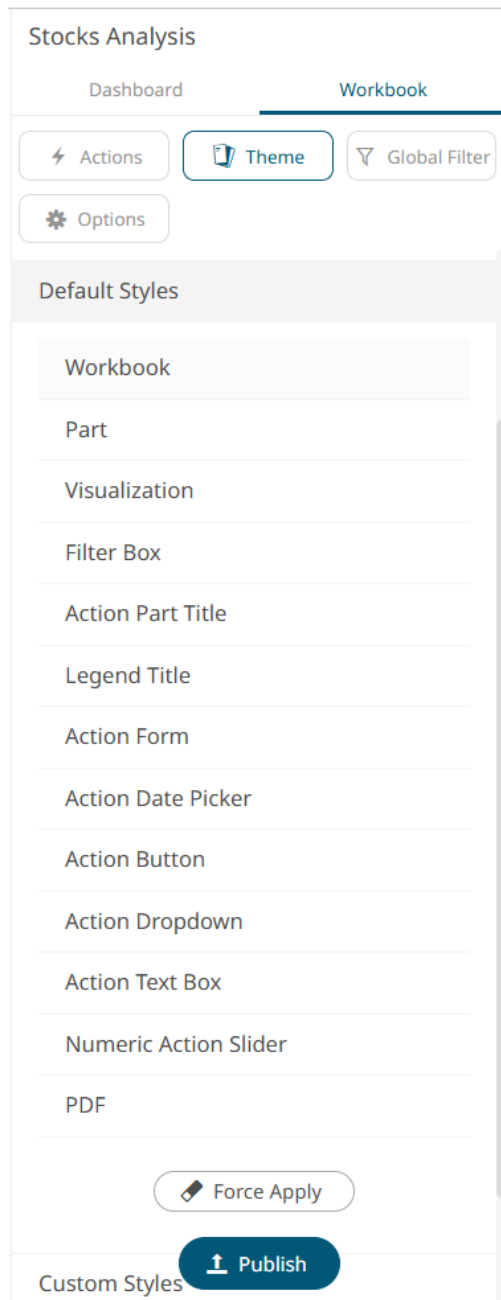 Stocks Analysis
Dashboard Workbook
Actions Theme Global Filter
Options
Default Styles
Workbook
Part
Visualization
Filter Box
Action Part Title
Legend Title
Action Form
Action Date Picker
Action Button
Action Dropdown
Action Text Box
Numeric Action Slider
PDF
Force Apply
Publish
Custom Styles